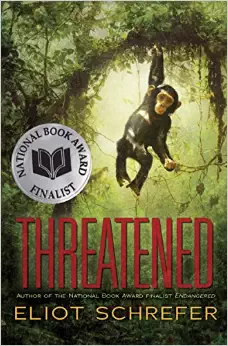 NATIONAL BOOK AWARD
FINALIST
THREATENED
AUTHOR OF THE NATIONAL BOOK AWARD FINALIST ENDANGERED
ELIOT SCHREFER